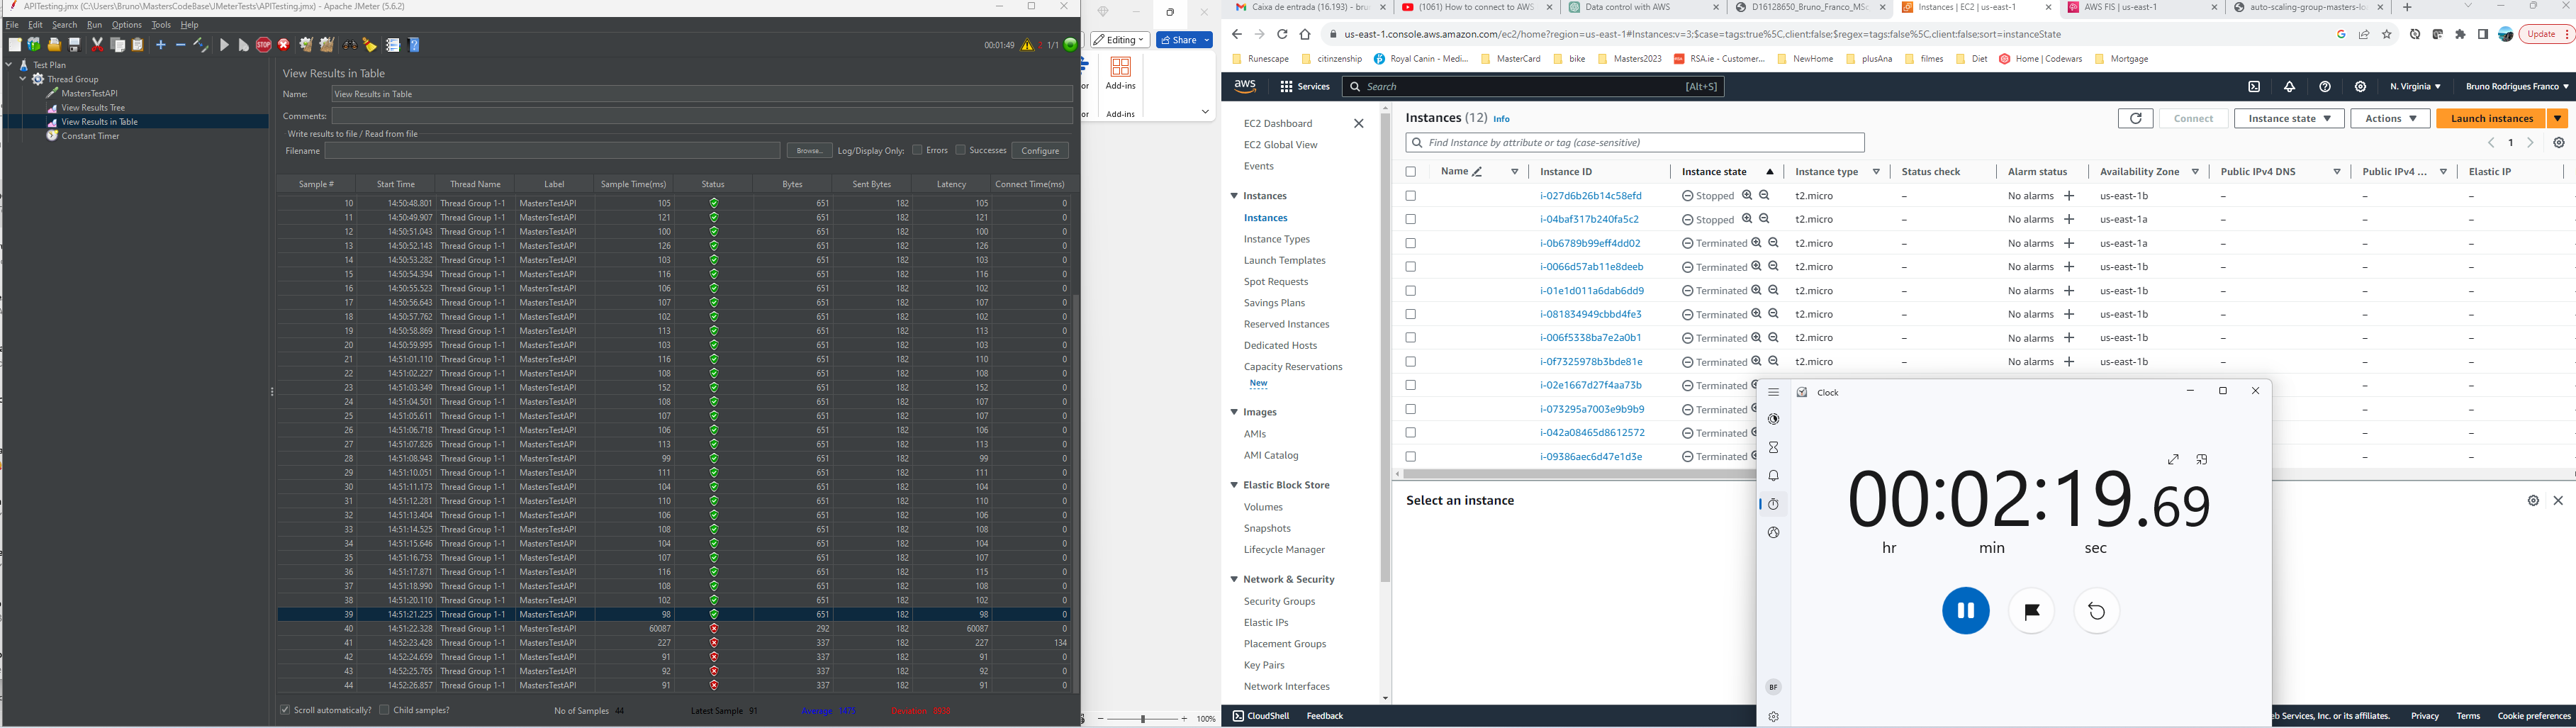 APITesting.jmx (C:\Users\Bruno\MastersCodeBase\JMeterTests\APITesting.jmx) - Apache JMeter (5.6.2)
File Edit Search Run Options Tools Help
00:01:49 1/1
Test Plan
Thread Group
MastersTestAPI
View Results Tree
View Results in Table
Constant Timer
View Results in Table
Name: View Results in Table
Comments:
Write results to file / Read from file
Filename Browse... Log/Display Only: Errors Successes Configure
Sample # Start Time Thread Name Label Sample Time(ms) Status Bytes Sent Bytes Latency Connect Time(ms)
10 14:50:48.801 Thread Group 1-1 MastersTestAPI 105 651 182 105 0
11 14:50:49.907 Thread Group 1-1 MastersTestAPI 121 651 182 121 0
12 14:50:51.043 Thread Group 1-1 MastersTestAPI 100 651 182 100 0
13 14:50:52.143 Thread Group 1-1 MastersTestAPI 126 651 182 126 0
14 14:50:53.282 Thread Group 1-1 MastersTestAPI 103 651 182 103 0
15 14:50:54.394 Thread Group 1-1 MastersTestAPI 116 651 182 116 0
16 14:50:55.523 Thread Group 1-1 MastersTestAPI 106 651 182 102 0
17 14:50:56.643 Thread Group 1-1 MastersTestAPI 107 651 182 107 0
18 14:50:57.762 Thread Group 1-1 MastersTestAPI 102 651 182 102 0
19 14:50:58.869 Thread Group 1-1 MastersTestAPI 113 651 182 113 0
20 14:50:59.995 Thread Group 1-1 MastersTestAPI 103 651 182 103 0
21 14:51:01.110 Thread Group 1-1 MastersTestAPI 116 651 182 110 0
22 14:51:02.227 Thread Group 1-1 MastersTestAPI 108 651 182 108 0
23 14:51:03.349 Thread Group 1-1 MastersTestAPI 152 651 182 152 0
24 14:51:04.501 Thread Group 1-1 MastersTestAPI 108 651 182 107 0
25 14:51:05.611 Thread Group 1-1 MastersTestAPI 107 651 182 107 0
26 14:51:06.718 Thread Group 1-1 MastersTestAPI 106 651 182 106 0
27 14:51:07.826 Thread Group 1-1 MastersTestAPI 113 651 182 113 0
28 14:51:08.943 Thread Group 1-1 MastersTestAPI 99 651 182 99 0
29 14:51:10.051 Thread Group 1-1 MastersTestAPI 111 651 182 111 0
30 14:51:11.173 Thread Group 1-1 MastersTestAPI 104 651 182 104 0
31 14:51:12.281 Thread Group 1-1 MastersTestAPI 110 651 182 110 0
32 14:51:13.404 Thread Group 1-1 MastersTestAPI 106 651 182 106 0
33 14:51:14.525 Thread Group 1-1 MastersTestAPI 108 651 182 108 0
34 14:51:15.646 Thread Group 1-1 MastersTestAPI 104 651 182 104 0
35 14:51:16.753 Thread Group 1-1 MastersTestAPI 107 651 182 107 0
36 14:51:17.871 Thread Group 1-1 MastersTestAPI 116 651 182 115 0
37 14:51:18.990 Thread Group 1-1 MastersTestAPI 108 651 182 108 0
38 14:51:20.110 Thread Group 1-1 MastersTestAPI 102 651 182 102 0
39 14:51:21.225 Thread Group 1-1 MastersTestAPI 98 651 182 98 0
40 14:51:22.328 Thread Group 1-1 MastersTestAPI 60087 292 182 60087 0
41 14:52:23.428 Thread Group 1-1 MastersTestAPI 227 337 182 227 134
42 14:52:24.659 Thread Group 1-1 MastersTestAPI 91 337 182 91 0
43 14:52:25.765 Thread Group 1-1 MastersTestAPI 92 337 182 92 0
44 14:52:26.857 Thread Group 1-1 MastersTestAPI 91 337 182 91 0
Scroll automatically? Child samples? No of Samples 44 Latest Sample 91 Average 1475 Deviation
Editing Share
Add-ins
Add-ins
100%
Caixa de entrada (16.193) - (1061) How to connect to AWS Data control with AWS D16128650_Bruno_Franco_MSc Instances | EC2 | us-east-1 AWS FIS | us-east-1 auto-scaling-group-masters-lo
us-east-1.console.aws.amazon.com/ec2/home?region=us-east-1#Instances:v=3;$case=tags:true%5C,client:false;$regex=tags:false%5C,client:false;sort=instanceState Update
Runescape citinzenship Royal Canin - Medi... MasterCard bike Masters2023 RSA.ie - Customer... NewHome plusAna filmes Diet Home | Codewars Mortgage
aws Services Search [Alt+S] N. Virginia Bruno Rodrigues Franco
EC2 Dashboard
EC2 Global View
Events
Instances
Instances
Instance Types
Launch Templates
Spot Requests
Savings Plans
Reserved Instances
Dedicated Hosts
Capacity Reservations
New
Images
AMIs
AMI Catalog
Elastic Block Store
Volumes
Snapshots
Lifecycle Manager
Network & Security
Security Groups
Elastic IPs
Placement Groups
Key Pairs
Network Interfaces
Instances (12) Info Connect Instance state Actions Launch instances
Find Instance by attribute or tag (case-sensitive) 1
Name Instance ID Instance state Instance type Status check Alarm status Availability Zone Public IPv4 DNS Public IPv4 ... Elastic IP
i-027d6b26b14c58efd Stopped t2.micro – No alarms + us-east-1b – – –
i-04baf317b240fa5c2 Stopped t2.micro – No alarms + us-east-1a – – –
i-0b6789b99eff4dd02 Terminated t2.micro – No alarms + us-east-1a – – –
i-0066d57ab11e8deeb Terminated t2.micro – No alarms + us-east-1b – – –
i-01e1d011a6dab6dd9 Terminated t2.micro – No alarms + us-east-1b – – –
i-081834949cbbd4fe3 Terminated t2.micro – No alarms + us-east-1b – – –
i-006f5338ba7e2a0b1 Terminated t2.micro – No alarms + us-east-1b – – –
i-0f7325978b3bde81e Terminated t2.micro – No alarms + us-east-1b – – –
i-02e1667d27f4aa73b Terminated – –
i-073295a7003e9b9b9 Terminated – –
i-042a08465d8612572 Terminated – –
i-09386aec6d47e1d3e Terminated – –
Select an instance
Clock
00:02:19.69
hr min sec
BF
CloudShell Feedback eb Services, Inc. or its affiliates. Privacy Terms Cookie preferences